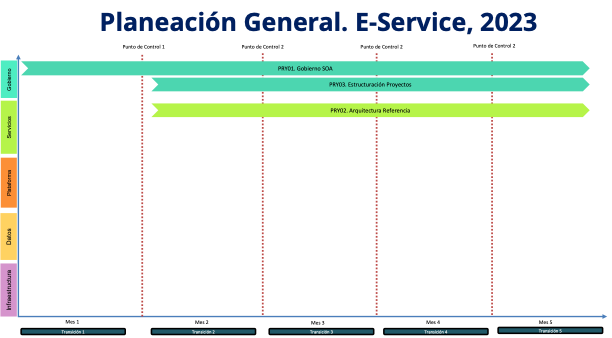 Planeación General. E-Service, 2023
Punto de Control 1
Punto de Control 2
Punto de Control 2
Punto de Control 2
Gobierno
PRY01. Gobierno SOA
PRY03. Estructuración Proyectos
Servicios
PRY02. Arquitectura Referencia
Plataforma
Datos
Infraestructura
Mes 1
Mes 2
Mes 3
Mes 4
Mes 5
Transición 1
Transición 2
Transición 3
Transición 4
Transición 5